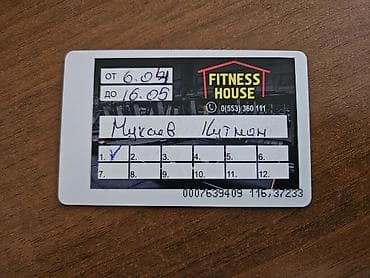 от 6.04
до 16.05
FITNESS
HOUSE
0(553) 360 111
Мукаев Кутман
1. ✓ 2. 3. 4. 5. 6.
7. 8. 9. 10. 11. 12.
0007639409 116,37233